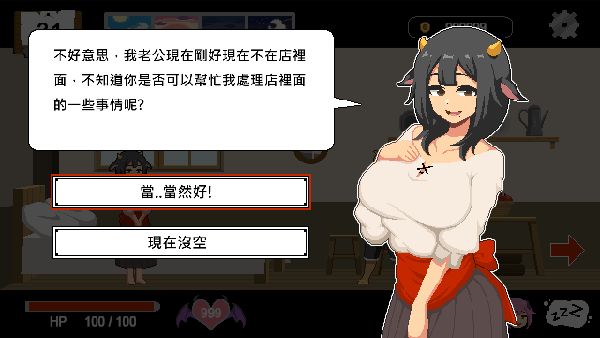 不好意思，我老公現在剛好現在不在店裡
面，不知道你是否可以幫忙我處理店裡面
的一些事情呢?
當..當然好!
現在沒空
HP 100/100
999
zzz